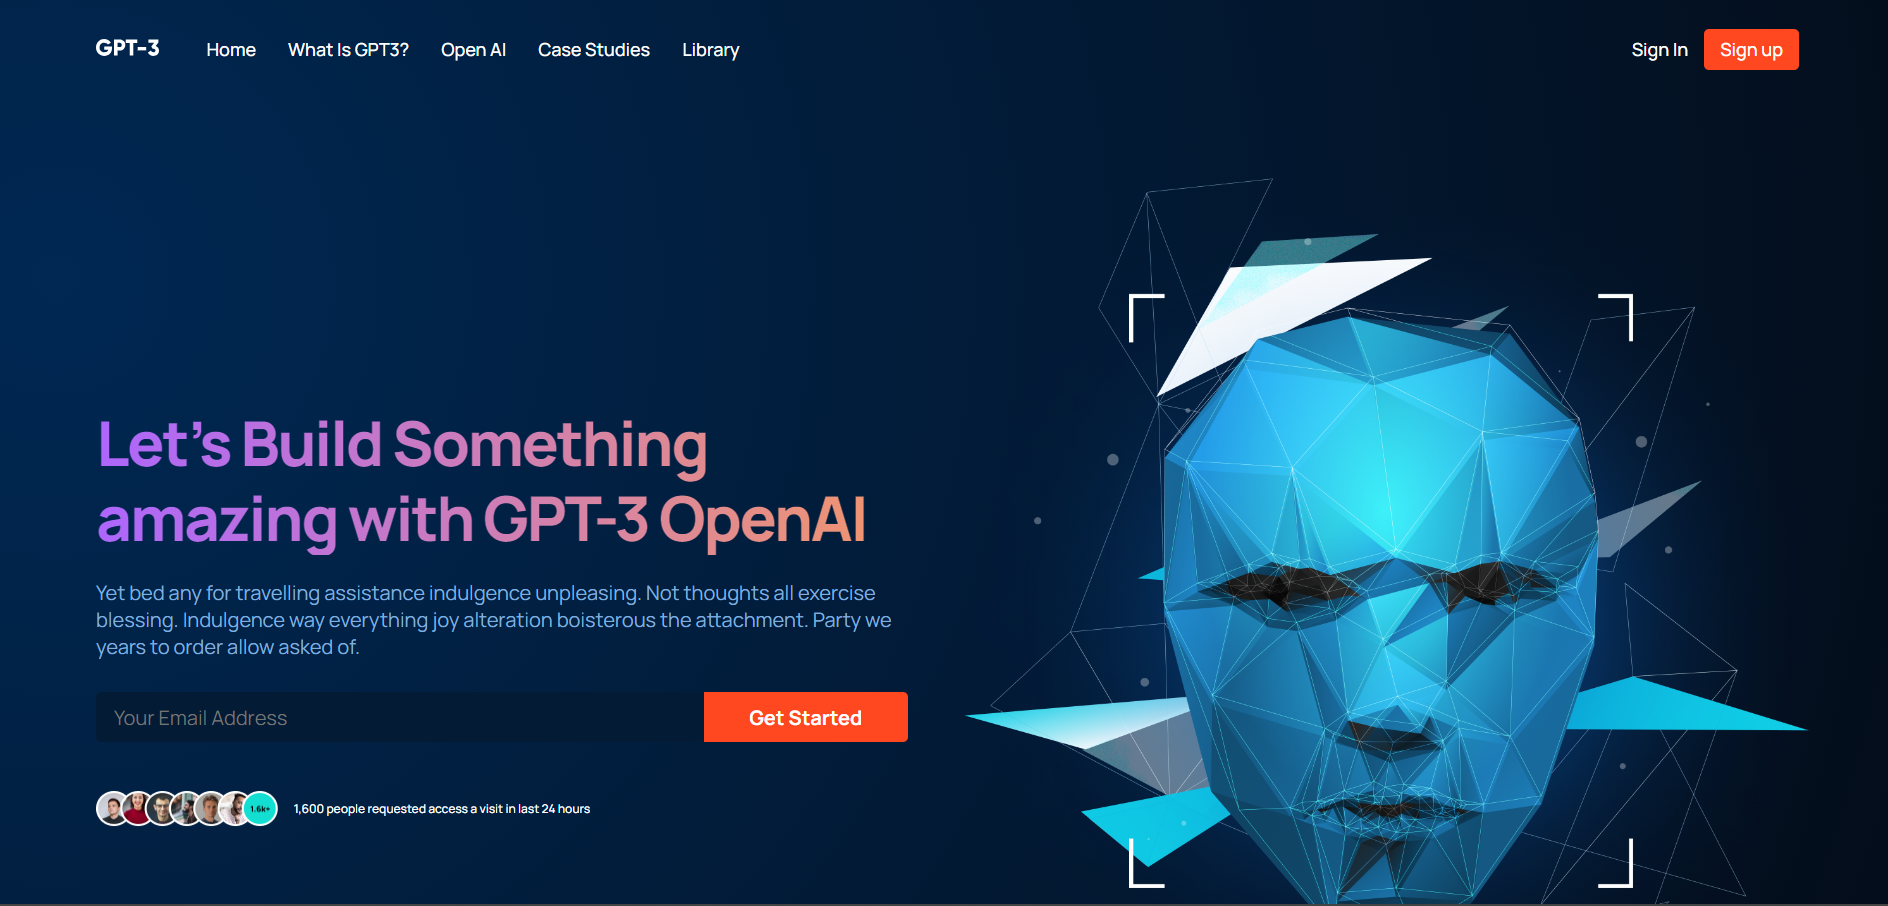 GPT-3 Home What Is GPT3? Open AI Case Studies Library Sign In Sign up
Let’s Build Something
amazing with GPT-3 OpenAI
Yet bed any for travelling assistance indulgence unpleasing. Not thoughts all exercise
blessing. Indulgence way everything joy alteration boisterous the attachment. Party we
years to order allow asked of.
Your Email Address Get Started
1.6k+ 1,600 people requested access a visit in last 24 hours